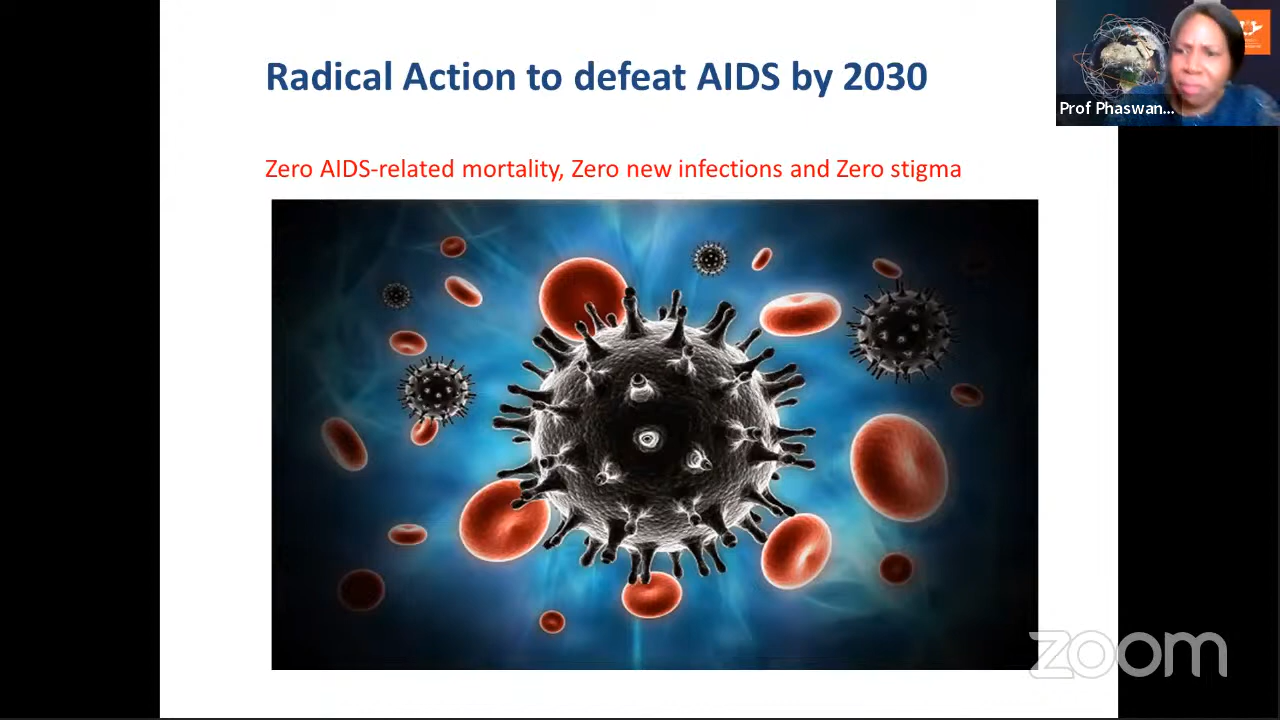 Radical Action to defeat AIDS by 2030
Prof Phaswan...
Zero AIDS-related mortality, Zero new infections and Zero stigma
zoom